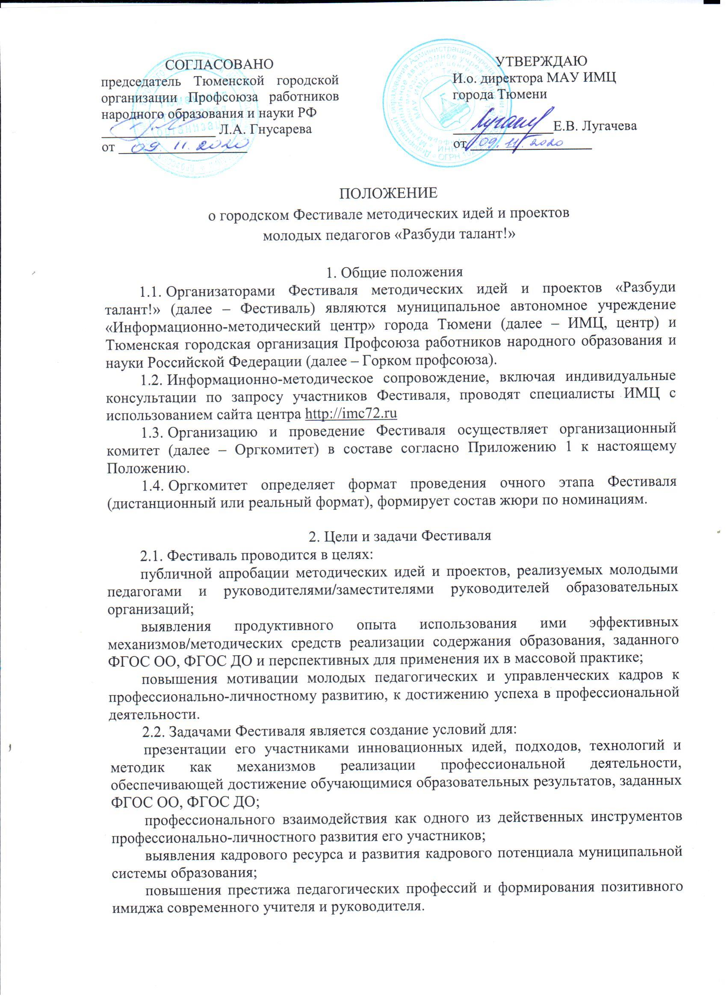 СОГЛАСОВАНО
председатель Тюменской городской
организации Профсоюза работников
народного образования и науки РФ
Л.А. Гнусарева
от 09. 11. 2020
УТВЕРЖДАЮ
И.о. директора МАУ ИМЦ
города Тюмени
Е.В. Лугачева
от 09. 11. 2020
ПОЛОЖЕНИЕ
о городском Фестивале методических идей и проектов
молодых педагогов «Разбуди талант!»
1. Общие положения
1.1. Организаторами Фестиваля методических идей и проектов «Разбуди
талант!» (далее – Фестиваль) являются муниципальное автономное учреждение
«Информационно-методический центр» города Тюмени (далее – ИМЦ, центр) и
Тюменская городская организация Профсоюза работников народного образования и
науки Российской Федерации (далее – Горком профсоюза).
1.2. Информационно-методическое сопровождение, включая индивидуальные
консультации по запросу участников Фестиваля, проводят специалисты ИМЦ с
использованием сайта центра http://imc72.ru
1.3. Организацию и проведение Фестиваля осуществляет организационный
комитет (далее – Оргкомитет) в составе согласно Приложению 1 к настоящему
Положению.
1.4. Оргкомитет определяет формат проведения очного этапа Фестиваля
(дистанционный или реальный формат), формирует состав жюри по номинациям.
2. Цели и задачи Фестиваля
2.1. Фестиваль проводится в целях:
публичной апробации методических идей и проектов, реализуемых молодыми
педагогами и руководителями/заместителями руководителей образовательных
организаций;
выявления продуктивного опыта использования ими эффективных
механизмов/методических средств реализации содержания образования, заданного
ФГОС ОО, ФГОС ДО и перспективных для применения их в массовой практике;
повышения мотивации молодых педагогических и управленческих кадров к
профессионально-личностному развитию, к достижению успеха в профессиональной
деятельности.
2.2. Задачами Фестиваля является создание условий для:
презентации его участниками инновационных идей, подходов, технологий и
методик как механизмов реализации профессиональной деятельности,
обеспечивающей достижение обучающимися образовательных результатов, заданных
ФГОС ОО, ФГОС ДО;
профессионального взаимодействия как одного из действенных инструментов
профессионально-личностного развития его участников;
выявления кадрового ресурса и развития кадрового потенциала муниципальной
системы образования;
повышения престижа педагогических профессий и формирования позитивного
имиджа современного учителя и руководителя.